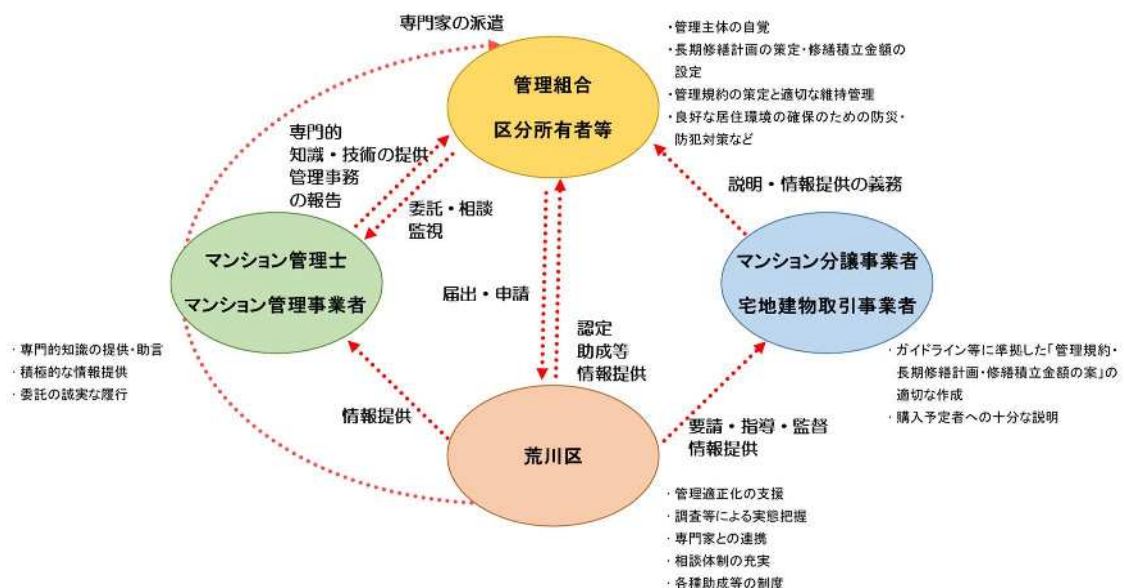 専門家の派遣
管理組合
区分所有者等
・管理主体の自覚
・長期修繕計画の策定・修繕積立金額の
設定
・管理規約の策定と適切な維持管理
・良好な居住環境の確保のための防災・
防犯対策など
専門的
知識・技術の提供
管理事務
の報告
委託・相談
監視
説明・情報提供の義務
マンション管理士
マンション管理事業者
マンション分譲事業者
宅地建物取引事業者
届出・申請
認定
助成等
情報提供
・専門的知識の提供・助言
・積極的な情報提供
・委託の誠実な履行
・ガイドライン等に準拠した「管理規約・
長期修繕計画・修繕積立金額の案」の
適切な作成
・購入予定者への十分な説明
情報提供
要請・指導・監督
情報提供
荒川区
・管理適正化の支援
・調査等による実態把握
・専門家との連携
・相談体制の充実
・各種助成等の制度